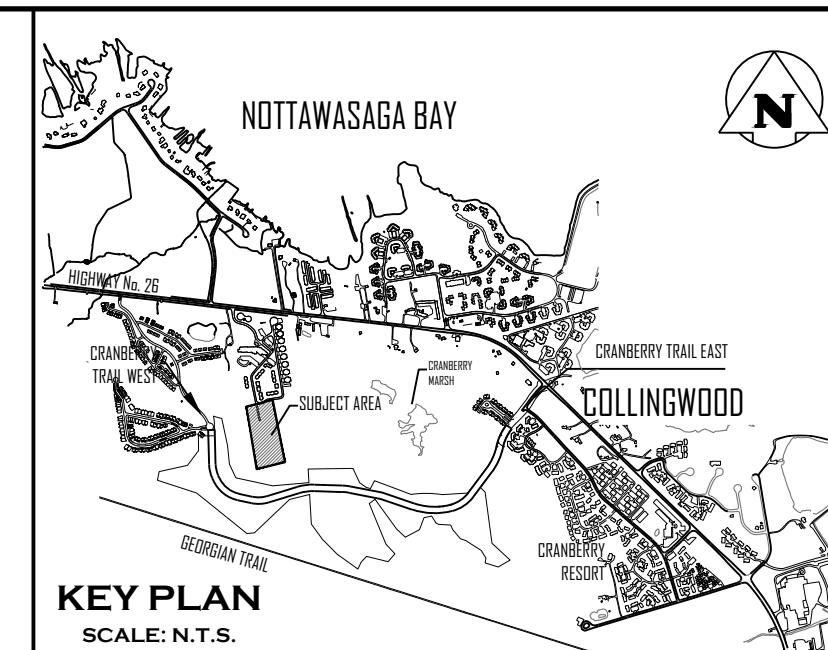 NOTTAWASAGA BAY
N
HIGHWAY No. 26
CRANBERRY
TRAIL WEST
CRANBERRY
MARSH
CRANBERRY TRAIL EAST
SUBJECT AREA
COLLINGWOOD
GEORGIAN TRAIL
CRANBERRY
RESORT
KEY PLAN
SCALE: N.T.S.